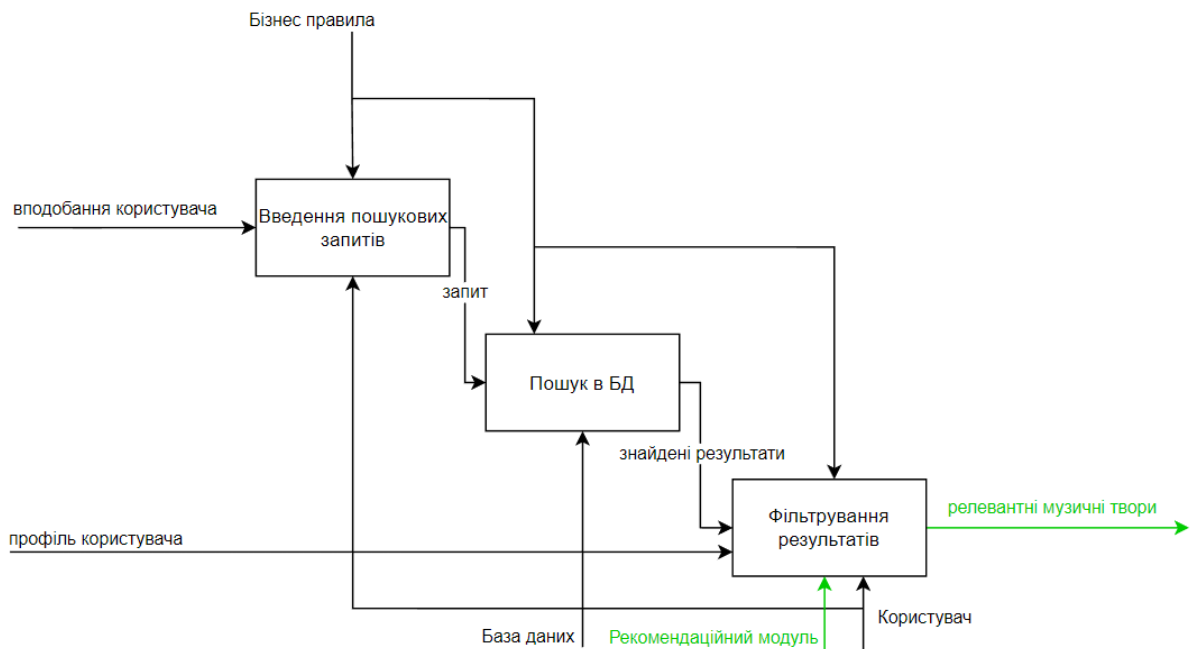 Бізнес правила
вподобання користувача
Введення пошукових
запитів
запит
Пошук в БД
знайдені результати
релевантні музичні твори
Фільтрування
результатів
профіль користувача
Користувач
База даних
Рекомендаційний модуль